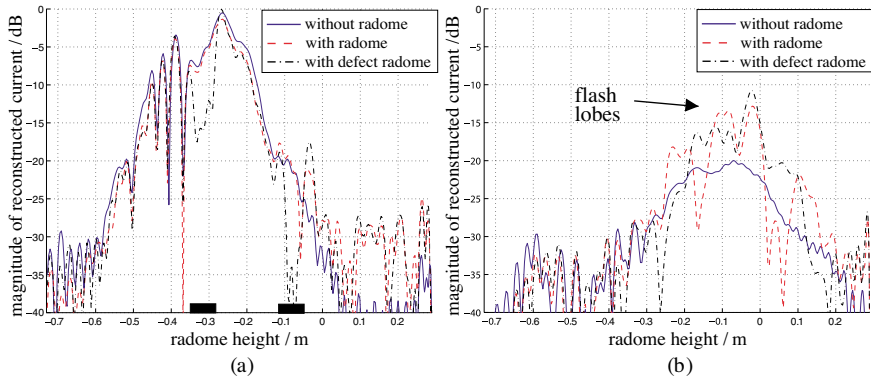 magnitude of reconstructed current / dB
0
−5
−10
−15
−20
−25
−30
−35
−40
−0.7 −0.6 −0.5 −0.4 −0.3 −0.2 −0.1 0 0.1 0.2
radome height / m
without radome
with radome
with defect radome
(a)
magnitude of reconstructed current / dB
0
−5
−10
−15
−20
−25
−30
−35
−40
−0.7 −0.6 −0.5 −0.4 −0.3 −0.2 −0.1 0 0.1 0.2
radome height / m
without radome
with radome
with defect radome
flash
lobes
(b)